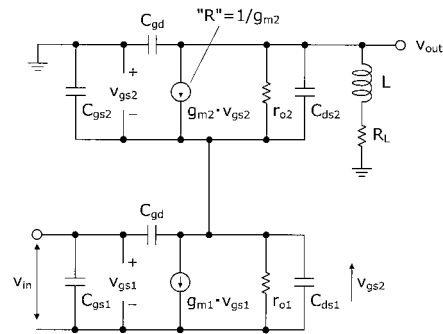 "R"=1/gm2
Cgd
vout
+
Cgs2
vgs2
−
gm2·vgs2
ro2
Cds2
L
RL
Cgd
vin
+
Cgs1
vgs1
−
gm1·vgs1
ro1
Cds1
vgs2